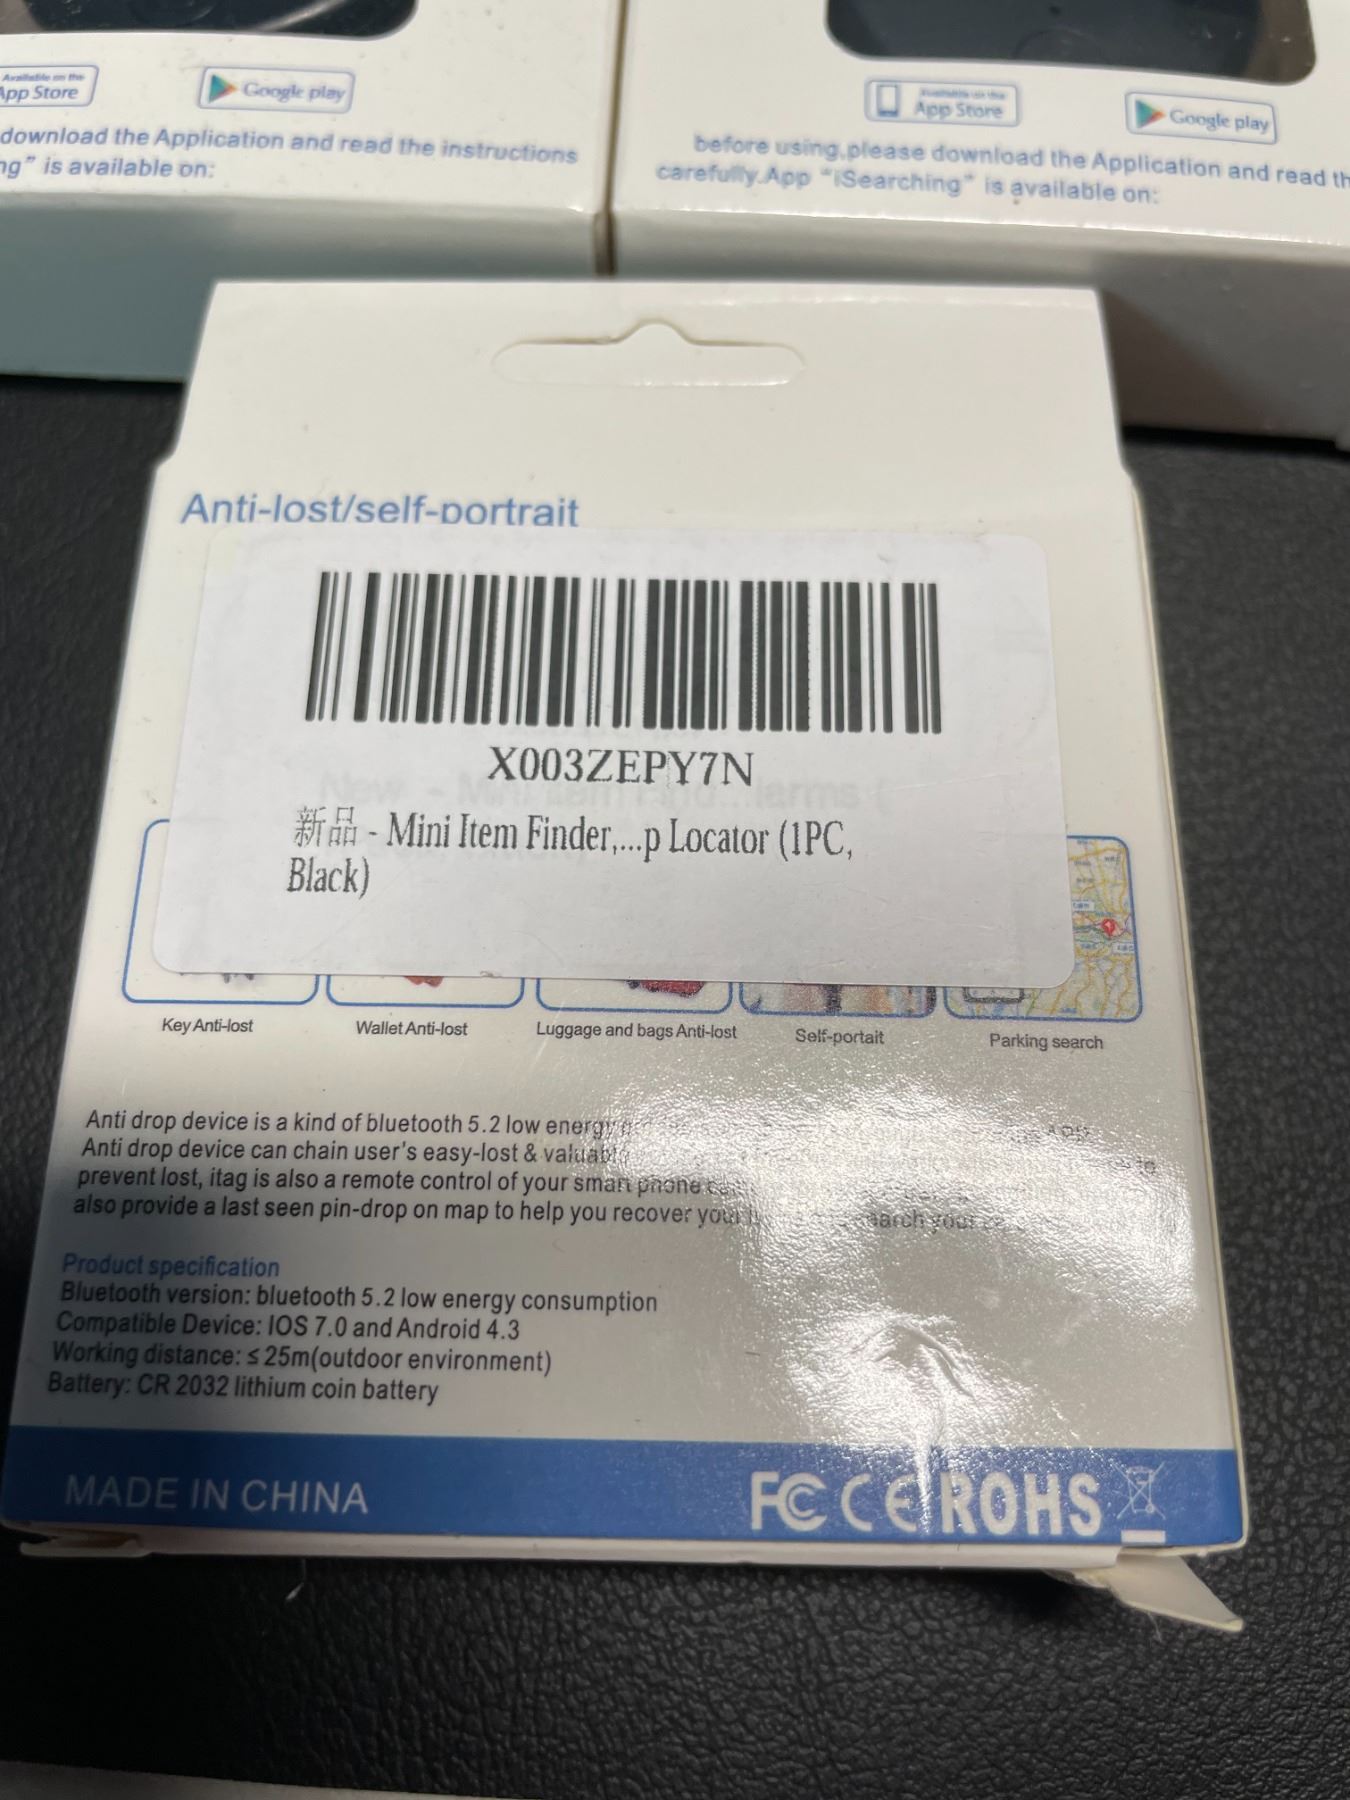 Available on the
App Store
Google play
download the Application and read the instructions
ng" is available on:
Available on the
App Store
Google play
before using,please download the Application and read th
carefully.App "iSearching" is available on:
Anti-lost/self-portrait
X003ZEPY7N
新品 - Mini Item Finder,...p Locator (1PC,
Black)
Key Anti-lost
Wallet Anti-lost
Luggage and bags Anti-lost
Self-portait
Parking search
Anti drop device is a kind of bluetooth 5.2 low energy
Anti drop device can chain user's easy-lost & valuable
prevent lost, itag is also a remote control of your smart phone
also provide a last seen pin-drop on map to help you recover your search your
Product specification
Bluetooth version: bluetooth 5.2 low energy consumption
Compatible Device: IOS 7.0 and Android 4.3
Working distance: ≤25m(outdoor environment)
Battery: CR 2032 lithium coin battery
MADE IN CHINA
FC CE ROHS